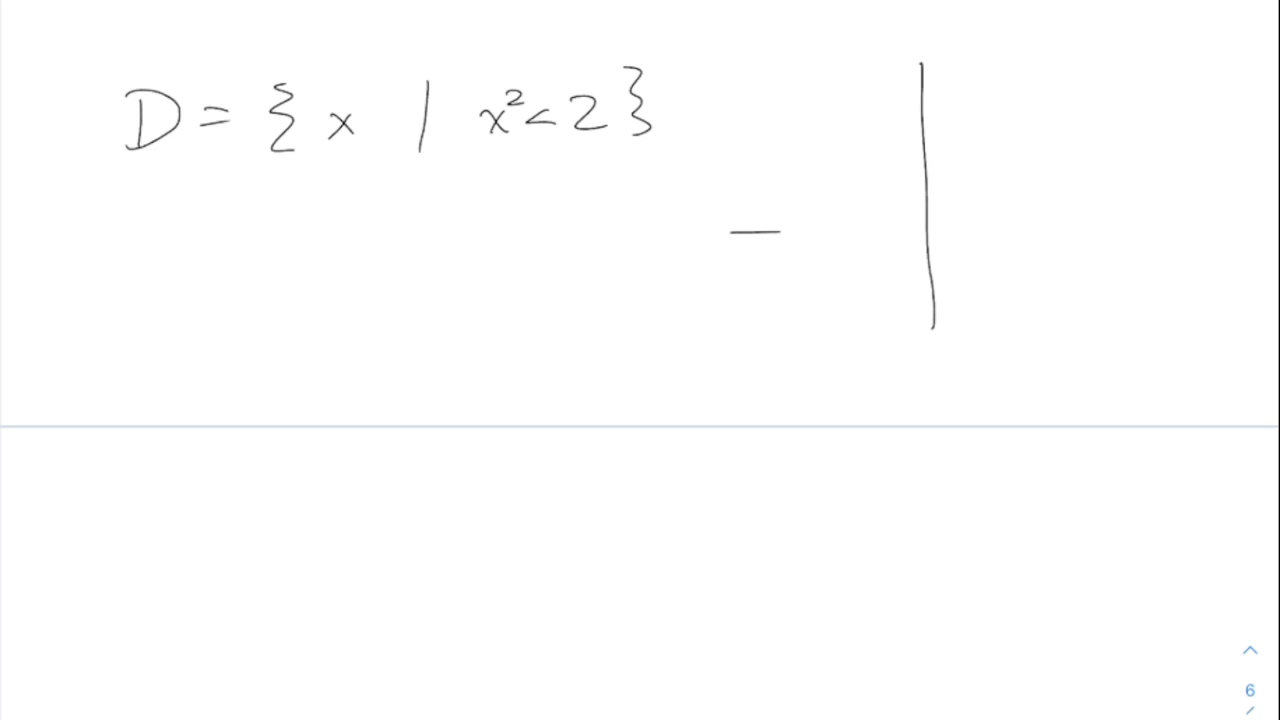 D = { x | x² < 2 }
6